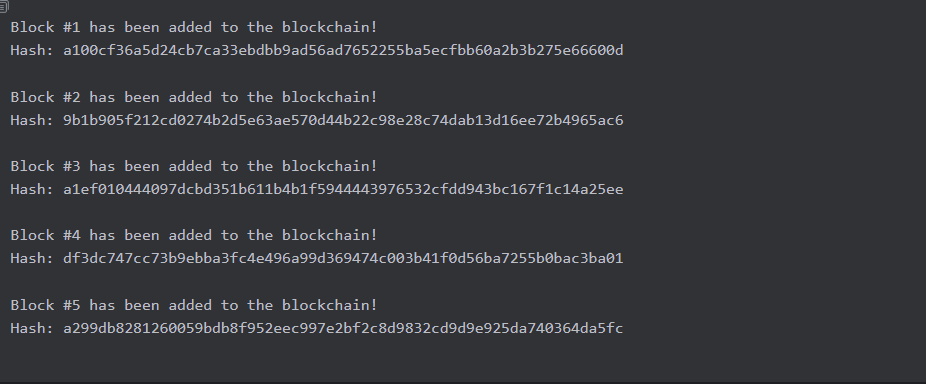 Block #1 has been added to the blockchain!
Hash: a100cf36a5d24cb7ca33ebdbb9ad56ad7652255ba5ecfbb60a2b3b275e66600d
Block #2 has been added to the blockchain!
Hash: 9b1b905f212cd0274b2d5e63ae570d44b22c98e28c74dab13d16ee72b4965ac6
Block #3 has been added to the blockchain!
Hash: a1ef010444097dcbd351b611b4b1f5944443976532cfdd943bc167f1c14a25ee
Block #4 has been added to the blockchain!
Hash: df3dc747cc73b9ebba3fc4e496a99d369474c003b41f0d56ba7255b0bac3ba01
Block #5 has been added to the blockchain!
Hash: a299db8281260059bdb8f952eec997e2bf2c8d9832cd9d9e925da740364da5fc